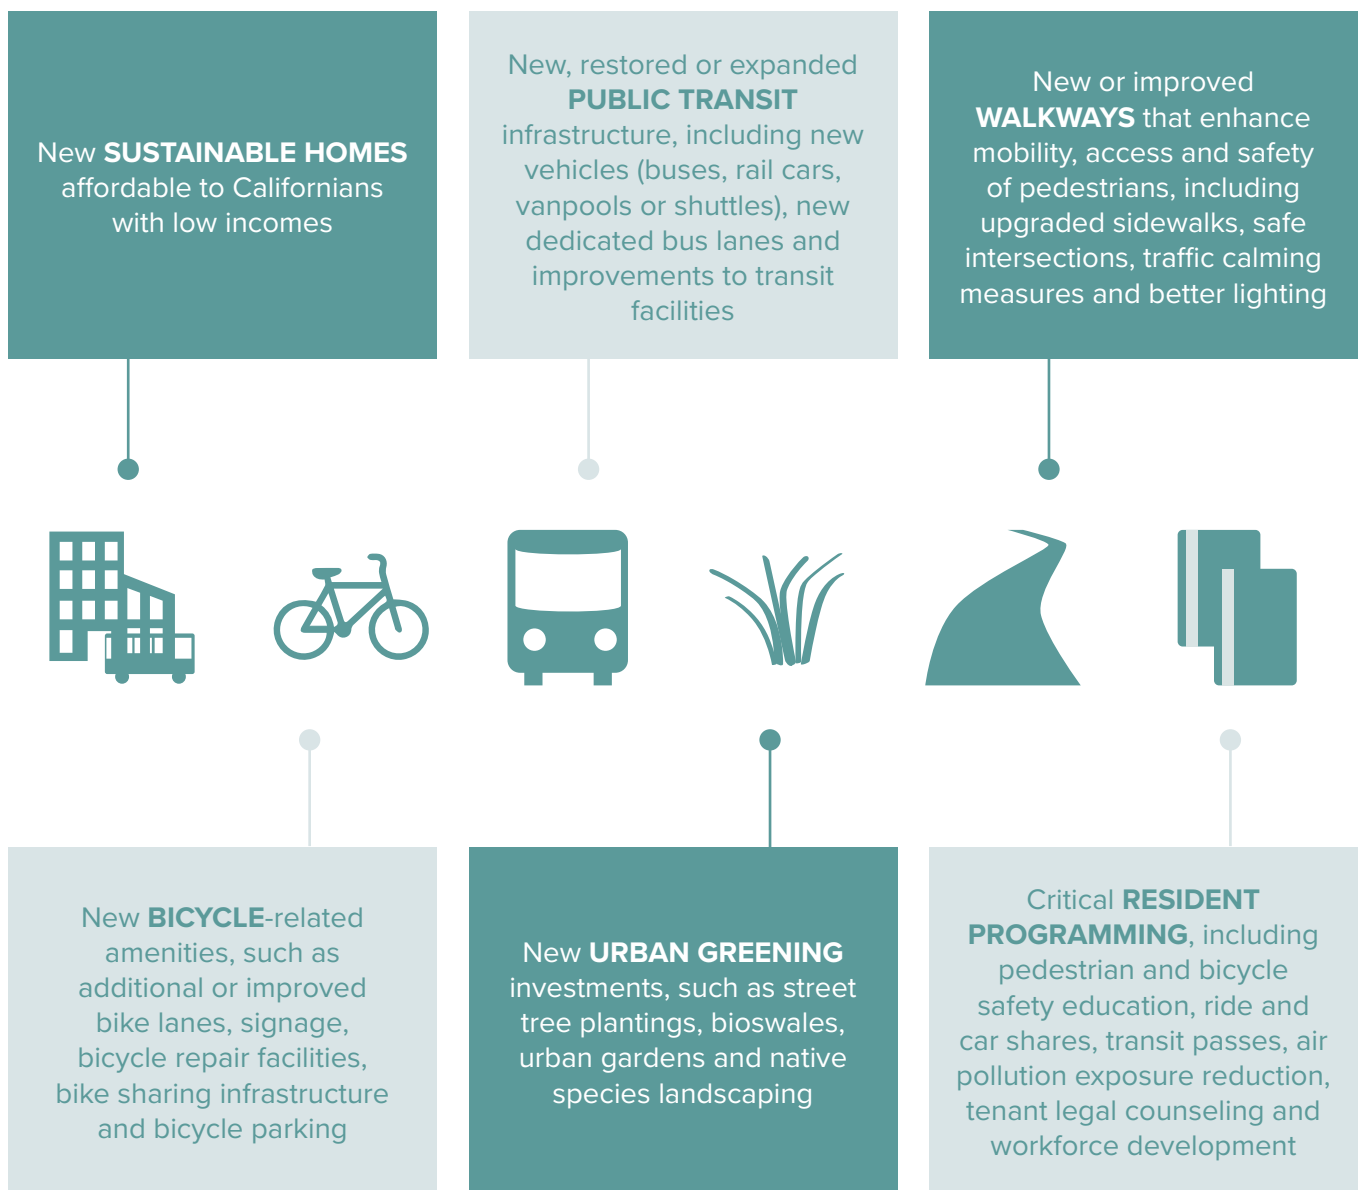 New SUSTAINABLE HOMES
affordable to Californians
with low incomes
New, restored or expanded
PUBLIC TRANSIT
infrastructure, including new
vehicles (buses, rail cars,
vanpools or shuttles), new
dedicated bus lanes and
improvements to transit
facilities
New or improved
WALKWAYS that enhance
mobility, access and safety
of pedestrians, including
upgraded sidewalks, safe
intersections, traffic calming
measures and better lighting
New BICYCLE-related
amenities, such as
additional or improved
bike lanes, signage,
bicycle repair facilities,
bike sharing infrastructure
and bicycle parking
New URBAN GREENING
investments, such as street
tree plantings, bioswales,
urban gardens and native
species landscaping
Critical RESIDENT
PROGRAMMING, including
pedestrian and bicycle
safety education, ride and
car shares, transit passes, air
pollution exposure reduction,
tenant legal counseling and
workforce development